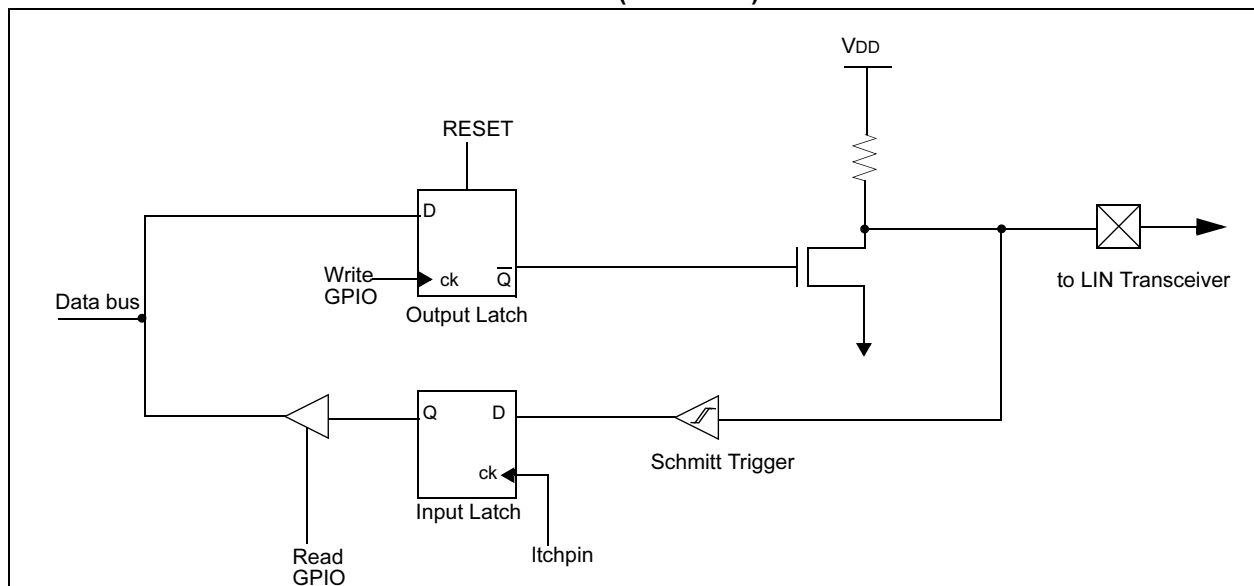 VDD
RESET
D
Write
GPIO
ck
Q
Data bus
Output Latch
to LIN Transceiver
Q
D
ck
Schmitt Trigger
Input Latch
Read
GPIO
Itchpin